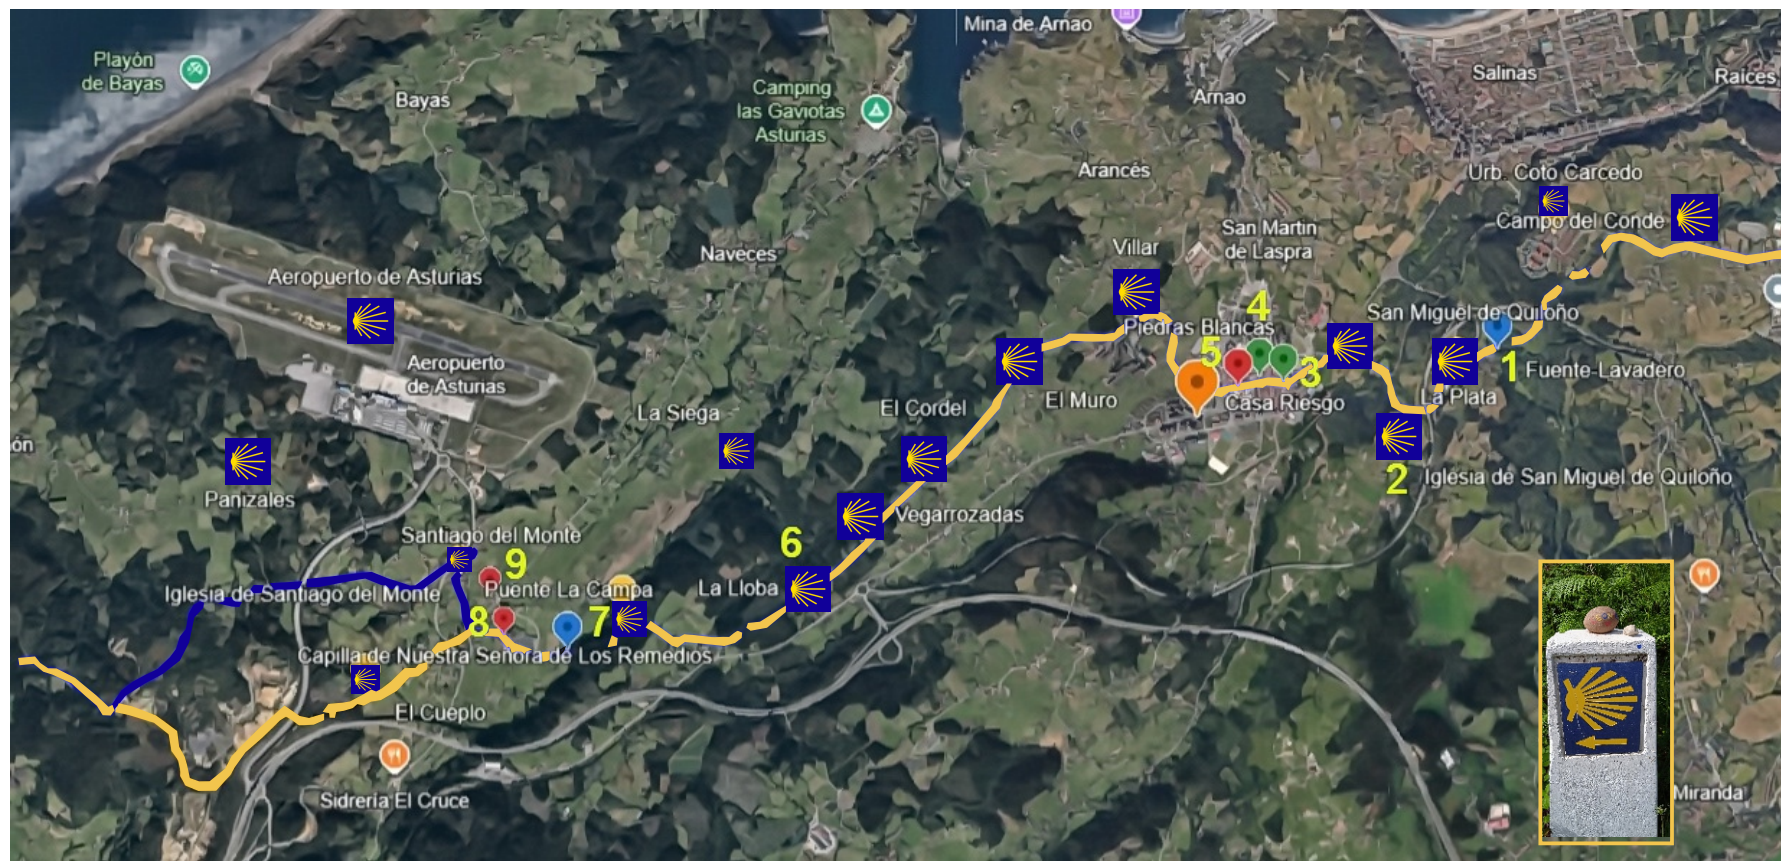 Mina de Arnao
Playón
de Bayas
Bayas
Camping
las Gaviotas
Asturias
Arnao
Salinas
Raíces
Arancés
Urb. Coto Carcedo
Campo del Conde
San Martín
de Laspra
Villar
Naveces
Aeropuerto de Asturias
4
San Miguel de Quiloño
Piedras Blancas
5
3
1
Fuente-Lavadero
Aeropuerto
de Asturias
La Plata
El Muro
Casa Riesgo
El Cordel
La Siega
ón
2
Iglesia de San Miguel de Quiloño
Panizales
Vegarrozadas
Santiago del Monte
6
9
Iglesia de Santiago del Monte
Puente La Campa
La Lloba
8
7
Capilla de Nuestra Señora de Los Remedios
El Cueplo
Sidrería El Cruce
Miranda